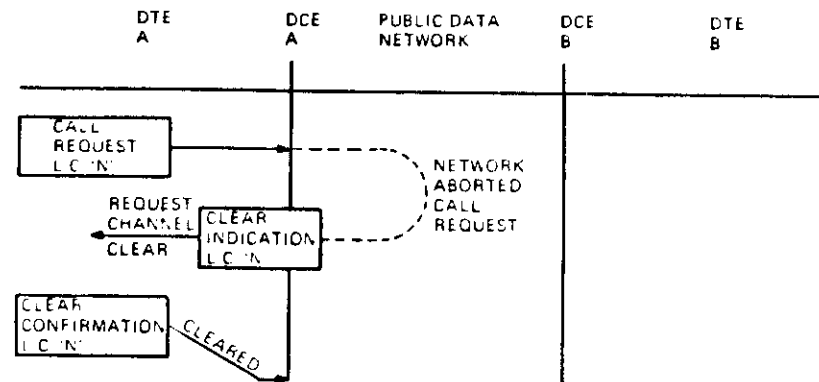 DTE
A
DCE
A
PUBLIC DATA
NETWORK
DCE
B
DTE
B
CALL
REQUEST
L.C. 'N'
NETWORK
ABORTED
CALL
REQUEST
REQUEST
CHANNEL
CLEAR
CLEAR
INDICATION
L.C. 'N'
CLEAR
CONFIRMATION
L.C. 'N'
CLEARED